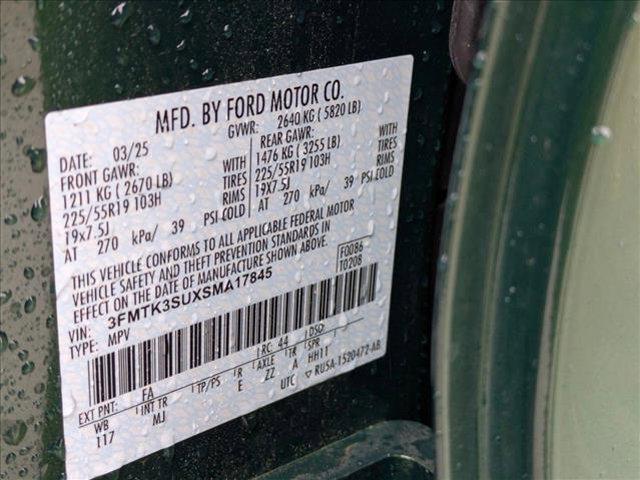 MFD. BY FORD MOTOR CO.
DATE: 03/25 GVWR: 2640 KG ( 5820 LB)
FRONT GAWR: REAR GAWR:
1211 KG ( 2670 LB) WITH 1476 KG ( 3255 LB) WITH
225/55R19 103H TIRES 225/55R19 103H TIRES
19X7.5J RIMS 19X7.5J RIMS
AT 270 kPa/ 39 PSI COLD AT 270 kPa/ 39 PSI COLD
THIS VEHICLE CONFORMS TO ALL APPLICABLE FEDERAL MOTOR
VEHICLE SAFETY AND THEFT PREVENTION STANDARDS IN
EFFECT ON THE DATE OF MANUFACTURE SHOWN ABOVE.
F0086
T0208
VIN: 3FMTK3SUXSMA17845
TYPE: MPV
RC: 44 DSO:
EXT PNT: FA
WB INT TR TP/PS R AXLE TR SPR
117 MJ E ZZ A HH11
UTC RU5A-1520472-AB